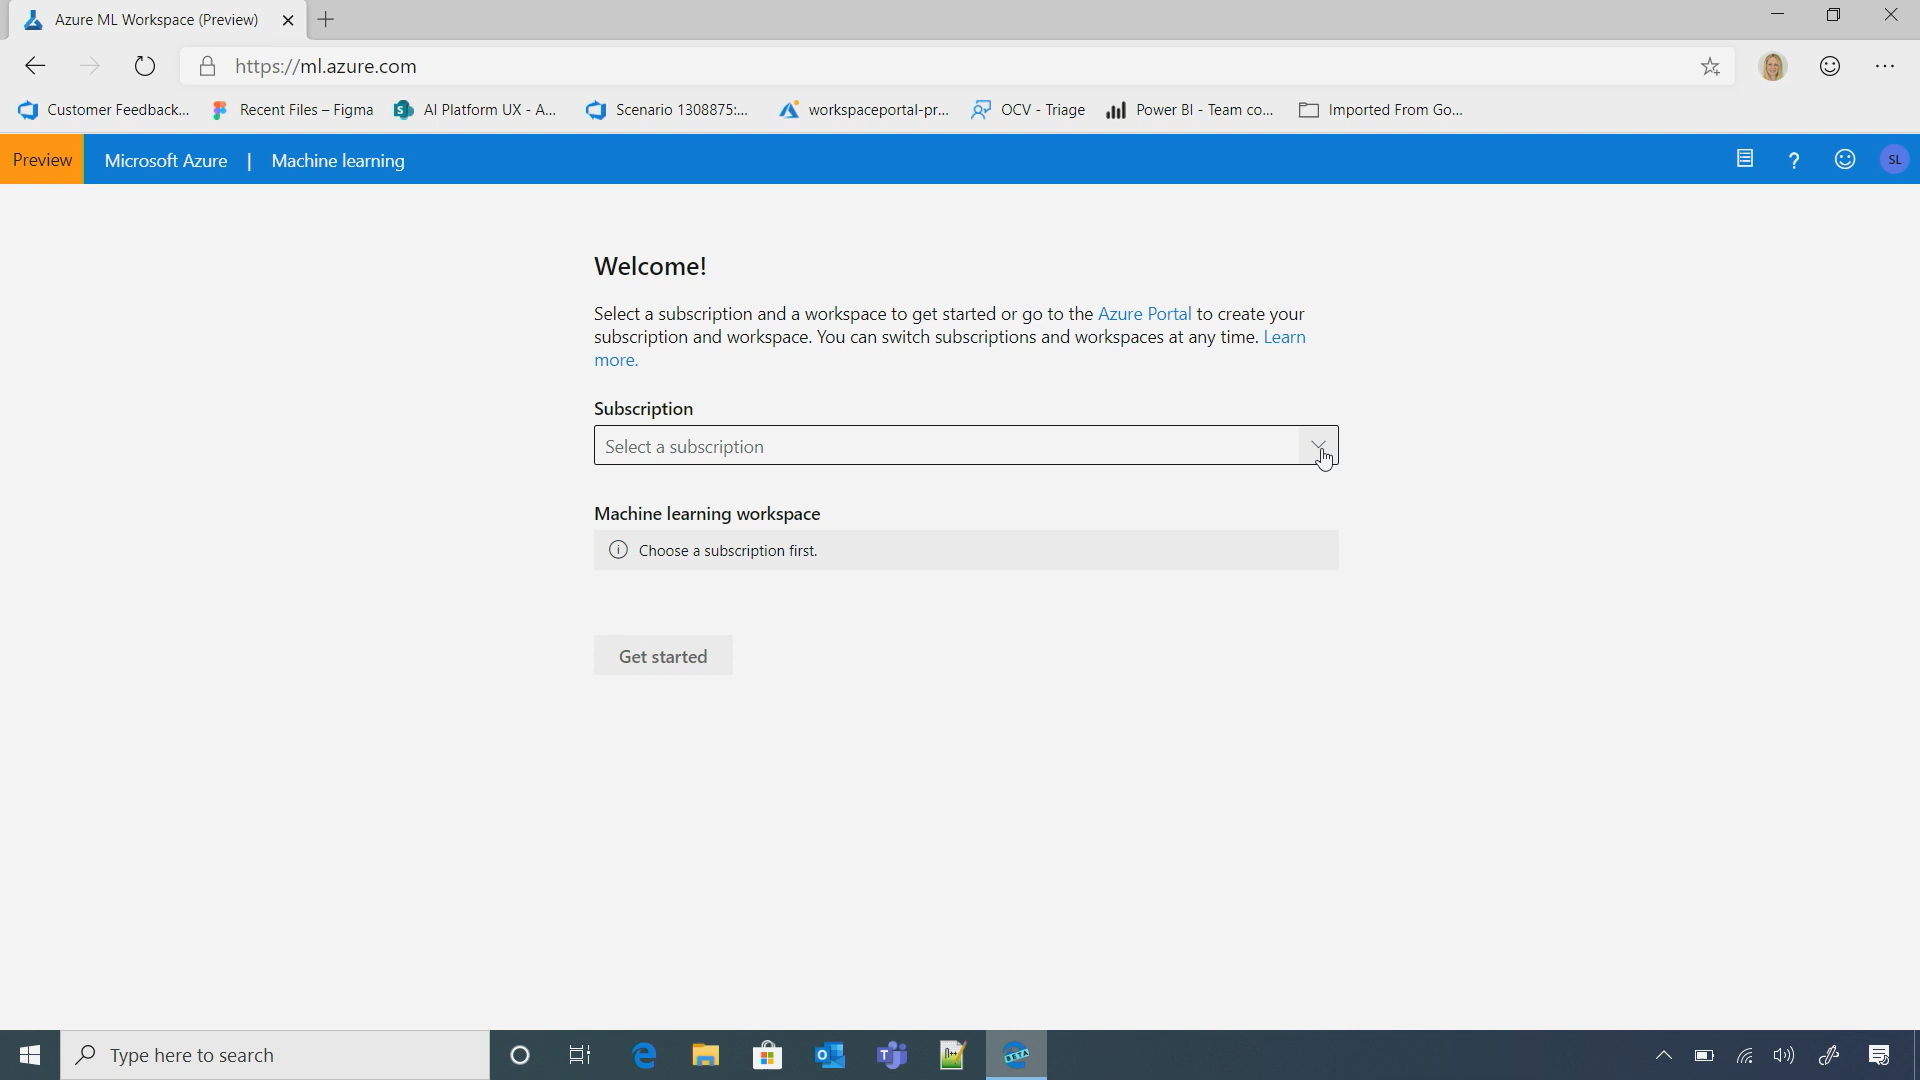 Azure ML Workspace (Preview)
https://ml.azure.com
Customer Feedback... Recent Files – Figma AI Platform UX - A... Scenario 1308875:... workspaceportal-pr... OCV - Triage Power BI - Team co... Imported From Go...
Preview Microsoft Azure | Machine learning ? SL
Welcome!
Select a subscription and a workspace to get started or go to the Azure Portal to create your
subscription and workspace. You can switch subscriptions and workspaces at any time. Learn
more.
Subscription
Select a subscription
Machine learning workspace
Choose a subscription first.
Get started
Type here to search
BETA